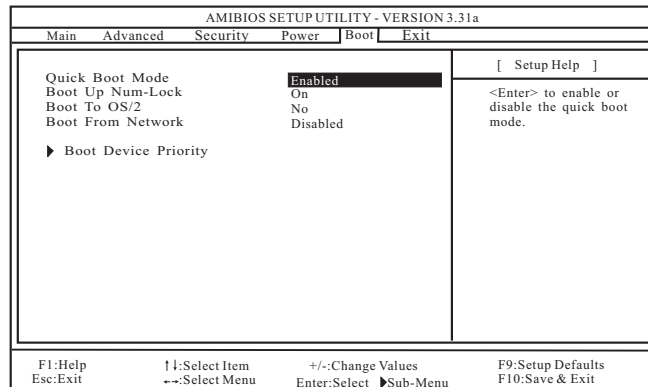 AMIBIOS SETUP UTILITY - VERSION 3.31a
Main Advanced Security Power Boot Exit
Quick Boot Mode Enabled
Boot Up Num-Lock On
Boot To OS/2 No
Boot From Network Disabled
▶ Boot Device Priority
[ Setup Help ]
<Enter> to enable or
disable the quick boot
mode.
F1:Help ↑↓:Select Item +/-:Change Values F9:Setup Defaults
Esc:Exit ←→:Select Menu Enter:Select ▶Sub-Menu F10:Save & Exit